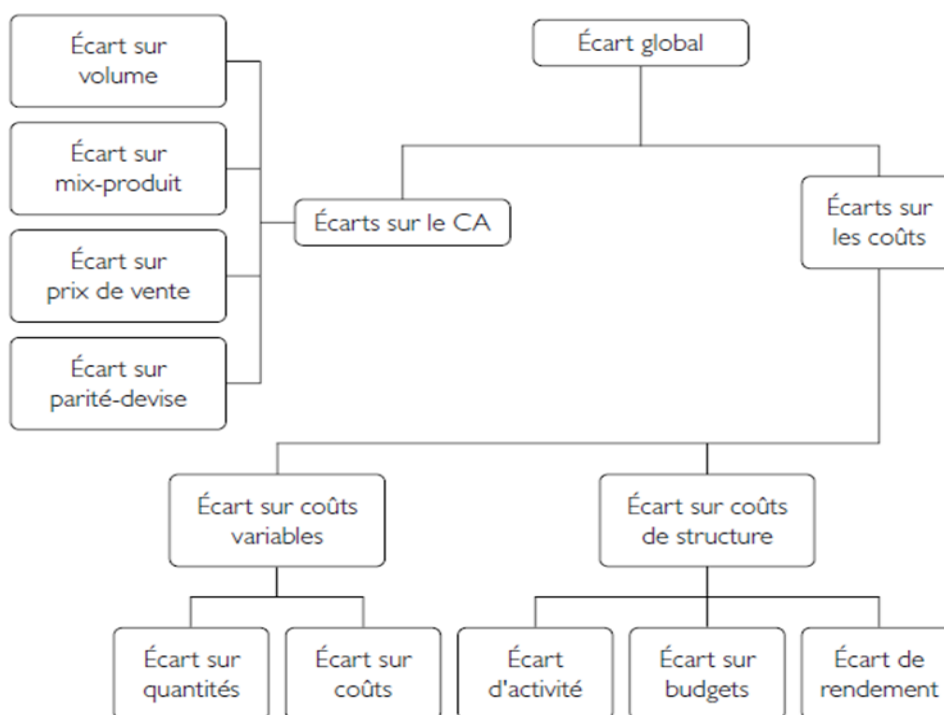 Écart global
Écart sur
volume
Écart sur
mix-produit
Écart sur
prix de vente
Écart sur
parité-devise
Écarts sur le CA
Écarts sur
les coûts
Écart sur coûts
variables
Écart sur coûts
de structure
Écart sur
quantités
Écart sur
coûts
Écart
d'activité
Écart sur
budgets
Écart de
rendement